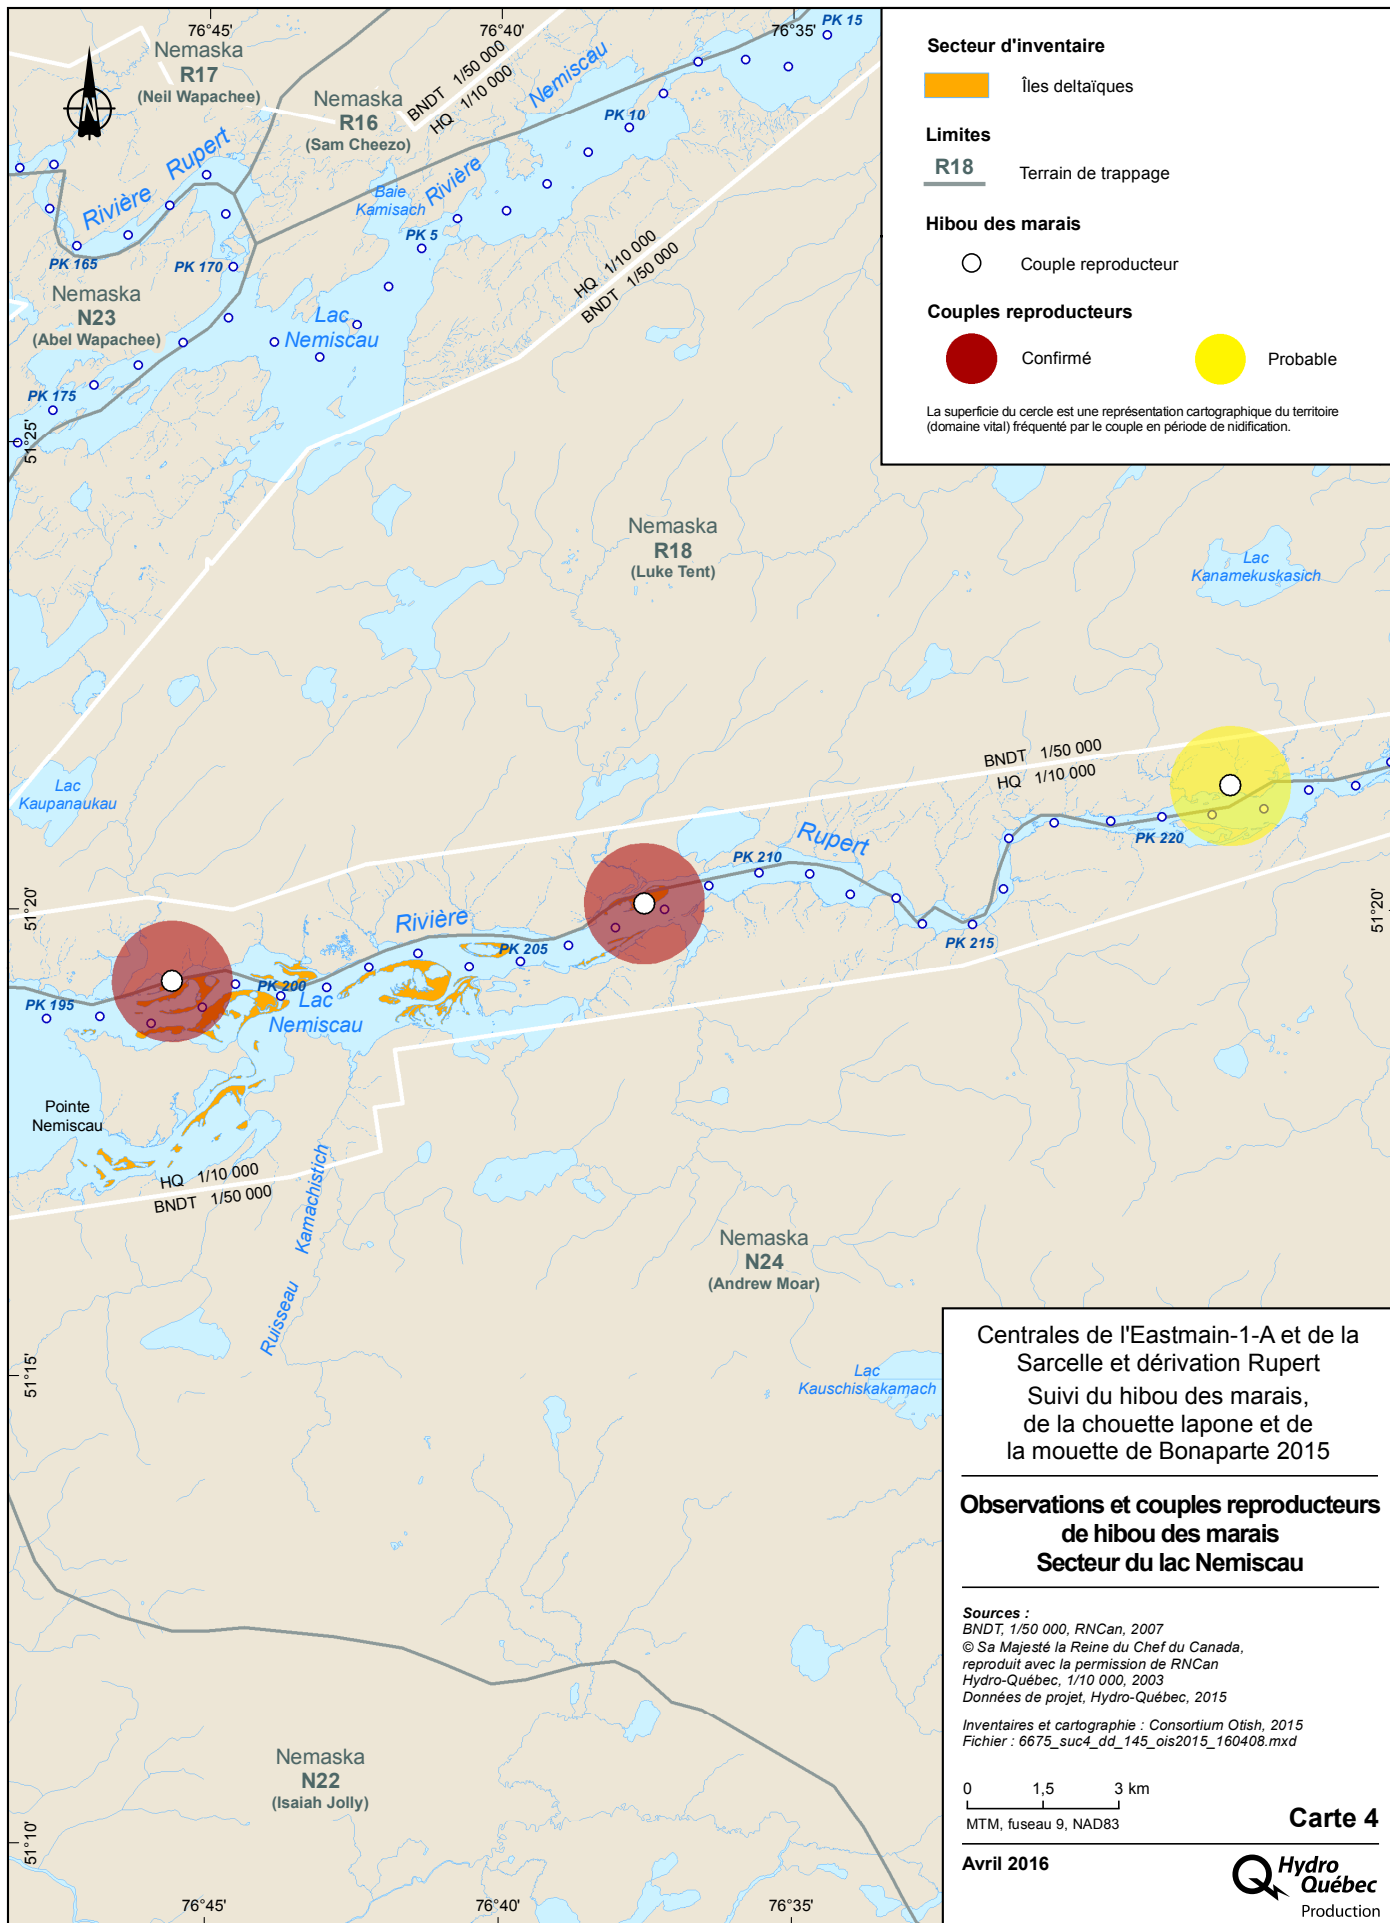 76°45'
76°40'
76°35'
PK 15
Nemaska
R17
(Neil Wapachee)
N
Nemaska
R16
(Sam Cheezo)
BNDT 1/50 000
HQ 1/10 000
Rivière Nemiscau
PK 10
Rivière Rupert
Baie
Kamisach
PK 5
PK 165
PK 170
HQ 1/10 000
BNDT 1/50 000
Nemaska
N23
(Abel Wapachee)
Lac
Nemiscau
PK 175
51°25'
Secteur d'inventaire
Îles deltaïques
Limites
R18
Terrain de trappage
Hibou des marais
Couple reproducteur
Couples reproducteurs
Confirmé
Probable
La superficie du cercle est une représentation cartographique du territoire
(domaine vital) fréquenté par le couple en période de nidification.
Nemaska
R18
(Luke Tent)
Lac
Kanamekuskasich
Lac
Kaupanaukau
BNDT 1/50 000
HQ 1/10 000
Rivière Rupert
PK 210
PK 220
51°20'
51°20'
PK 205
PK 215
PK 195
PK 200
Lac
Nemiscau
Pointe
Nemiscau
HQ 1/10 000
BNDT 1/50 000
Ruisseau Kamachistich
Nemaska
N24
(Andrew Moar)
51°15'
Lac
Kauschiskakamach
Nemaska
N22
(Isaiah Jolly)
51°10'
76°45'
76°40'
76°35'
Centrales de l'Eastmain-1-A et de la
Sarcelle et dérivation Rupert
Suivi du hibou des marais,
de la chouette lapone et de
la mouette de Bonaparte 2015
Observations et couples reproducteurs
de hibou des marais
Secteur du lac Nemiscau
Sources :
BNDT, 1/50 000, RNCan, 2007
© Sa Majesté la Reine du Chef du Canada,
reproduit avec la permission de RNCan
Hydro-Québec, 1/10 000, 2003
Données de projet, Hydro-Québec, 2015
Inventaires et cartographie : Consortium Otish, 2015
Fichier : 6675_suc4_dd_145_ois2015_160408.mxd
0 1,5 3 km
MTM, fuseau 9, NAD83
Carte 4
Avril 2016
Hydro
Québec
Production